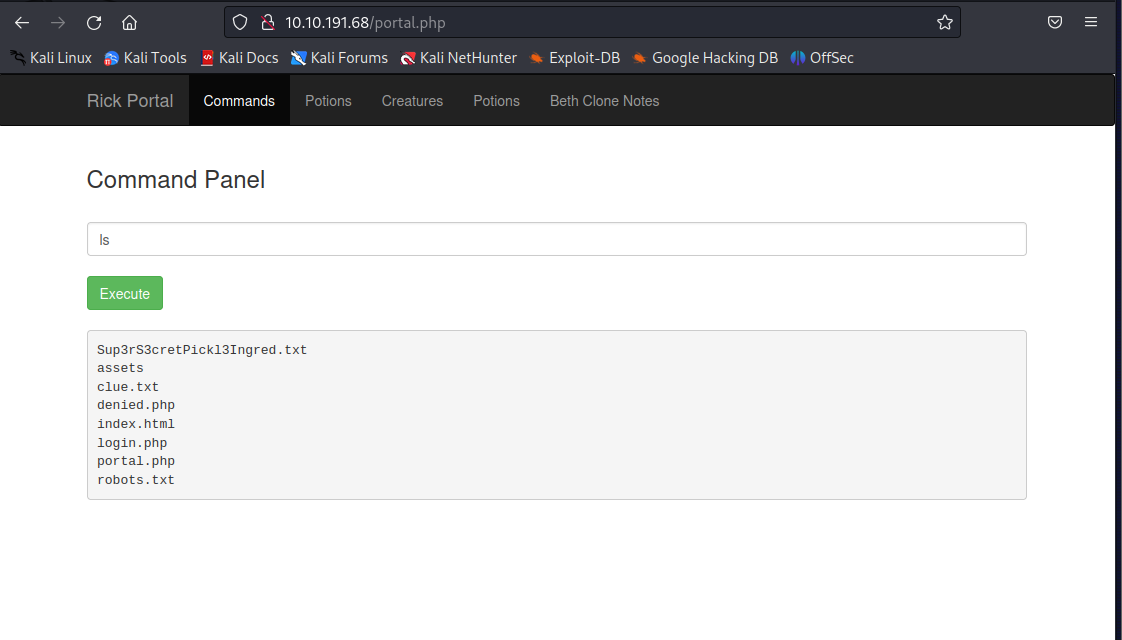 10.10.191.68/portal.php
Kali Linux Kali Tools Kali Docs Kali Forums Kali NetHunter Exploit-DB Google Hacking DB OffSec
Rick Portal Commands Potions Creatures Potions Beth Clone Notes
Command Panel
ls
Execute
Sup3rS3cretPickl3Ingred.txt
assets
clue.txt
denied.php
index.html
login.php
portal.php
robots.txt